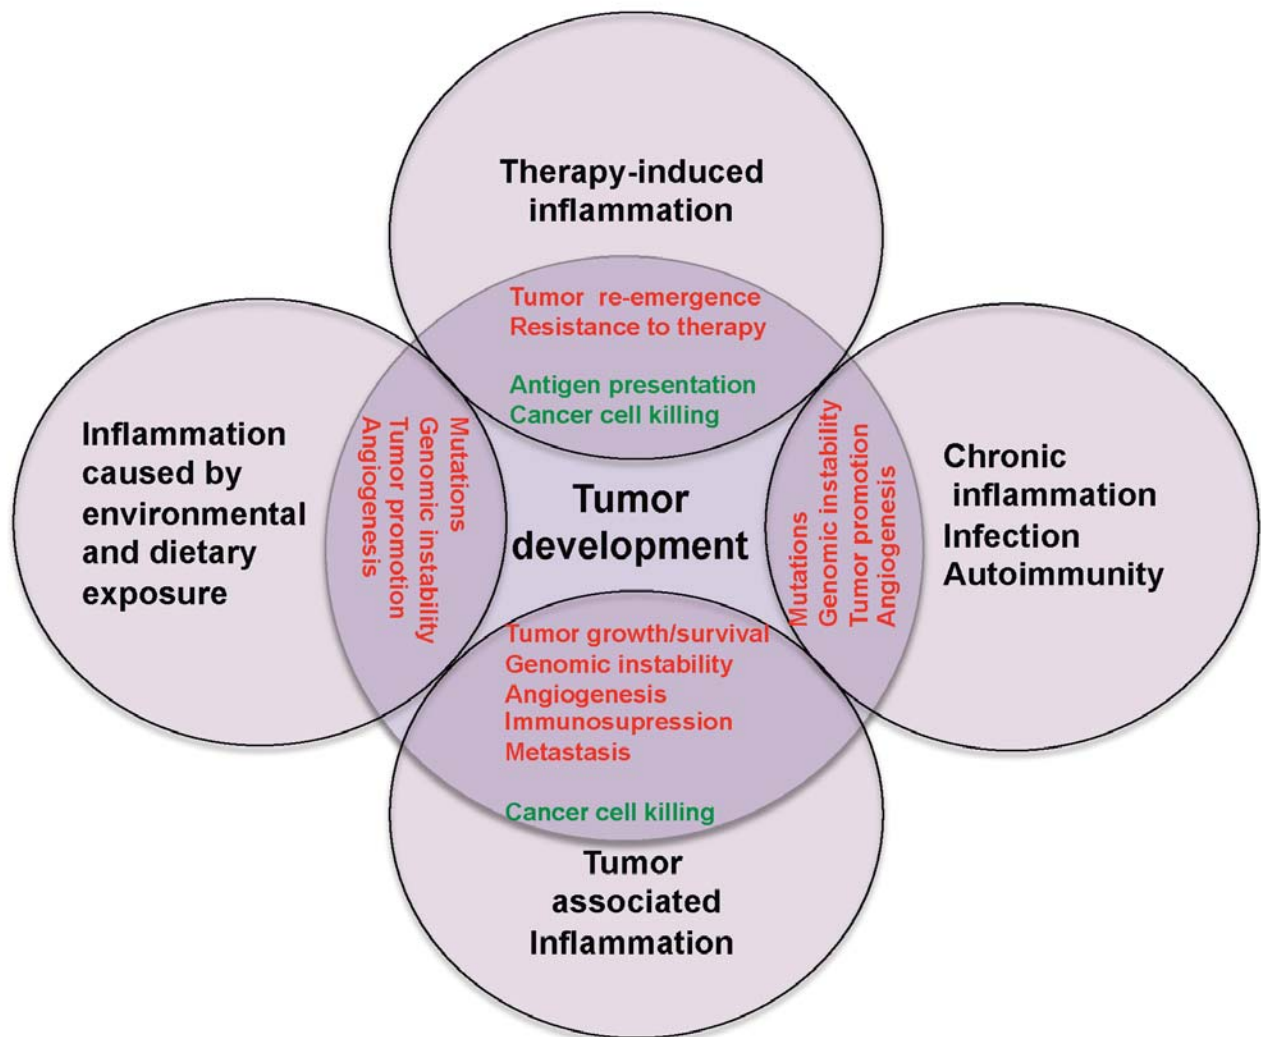 Therapy-induced
inflammation
Tumor re-emergence
Resistance to therapy
Antigen presentation
Cancer cell killing
Inflammation
caused by
environmental
and dietary
exposure
Mutations
Genomic instability
Tumor promotion
Angiogenesis
Tumor
development
Mutations
Genomic instability
Tumor promotion
Angiogenesis
Chronic
inflammation
Infection
Autoimmunity
Tumor growth/survival
Genomic instability
Angiogenesis
Immunosupression
Metastasis
Cancer cell killing
Tumor
associated
Inflammation